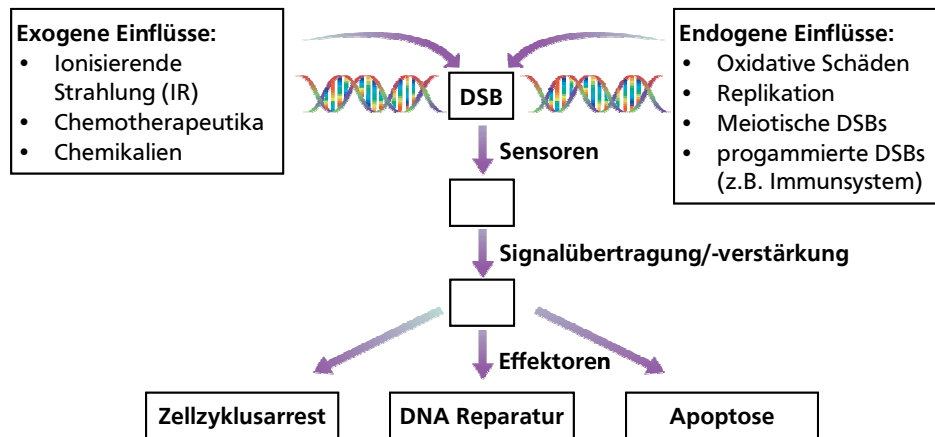 Exogene Einflüsse:
• Ionisierende
Strahlung (IR)
• Chemotherapeutika
• Chemikalien
DSB
Endogene Einflüsse:
• Oxidative Schäden
• Replikation
• Meiotische DSBs
• progammierte DSBs
(z.B. Immunsystem)
Sensoren
Signalübertragung/-verstärkung
Effektoren
Zellzyklusarrest
DNA Reparatur
Apoptose